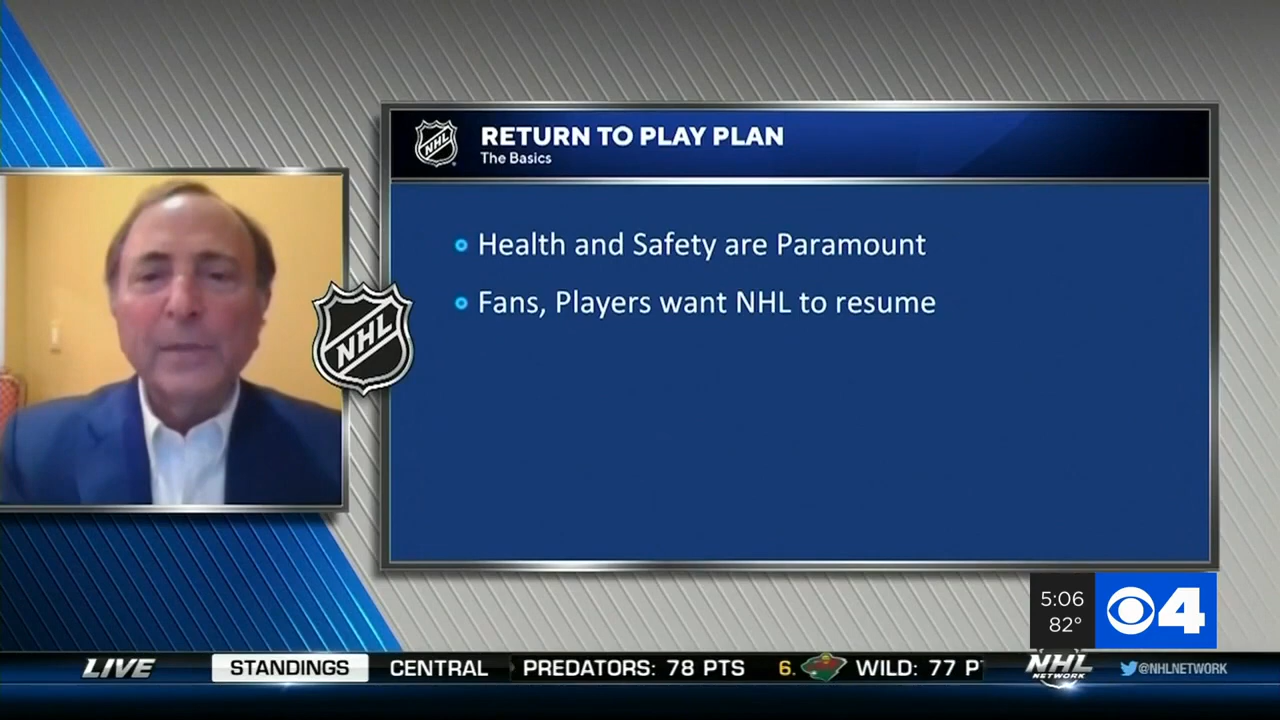 NHL
RETURN TO PLAY PLAN
The Basics
Health and Safety are Paramount
Fans, Players want NHL to resume
NHL
5:06
82°
4
LIVE
STANDINGS
CENTRAL
PREDATORS: 78 PTS
6. WILD: 77 P
NHL
NETWORK
@NHLNETWORK